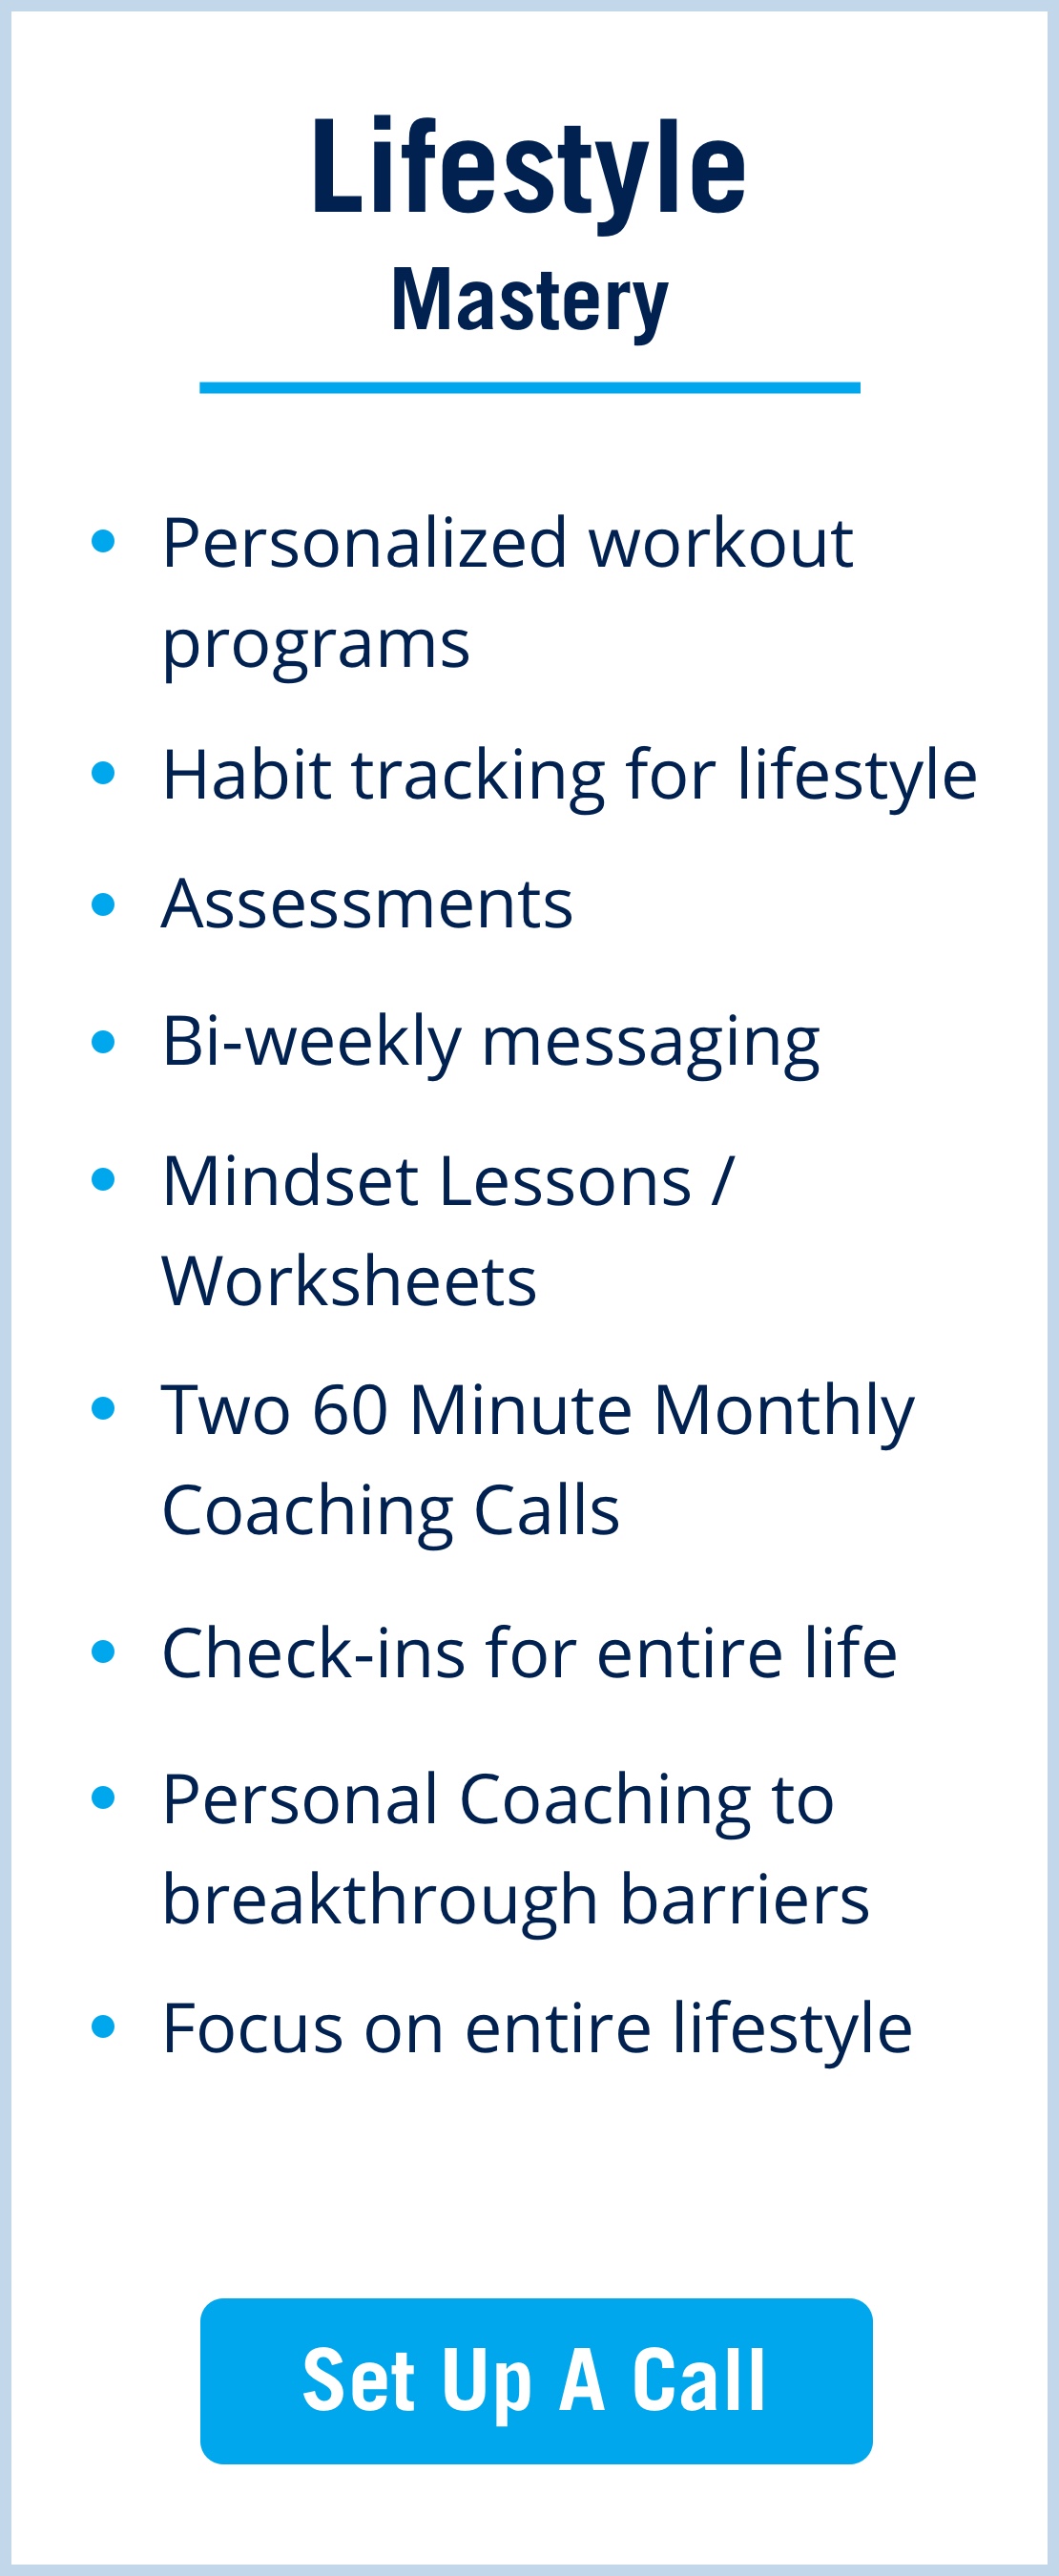 Lifestyle
Mastery
• Personalized workout
programs
• Habit tracking for lifestyle
• Assessments
• Bi-weekly messaging
• Mindset Lessons /
Worksheets
• Two 60 Minute Monthly
Coaching Calls
• Check-ins for entire life
• Personal Coaching to
breakthrough barriers
• Focus on entire lifestyle
Set Up A Call